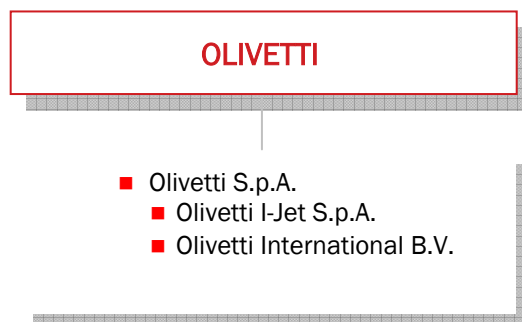 OLIVETTI
Olivetti S.p.A.
Olivetti I-Jet S.p.A.
Olivetti International B.V.